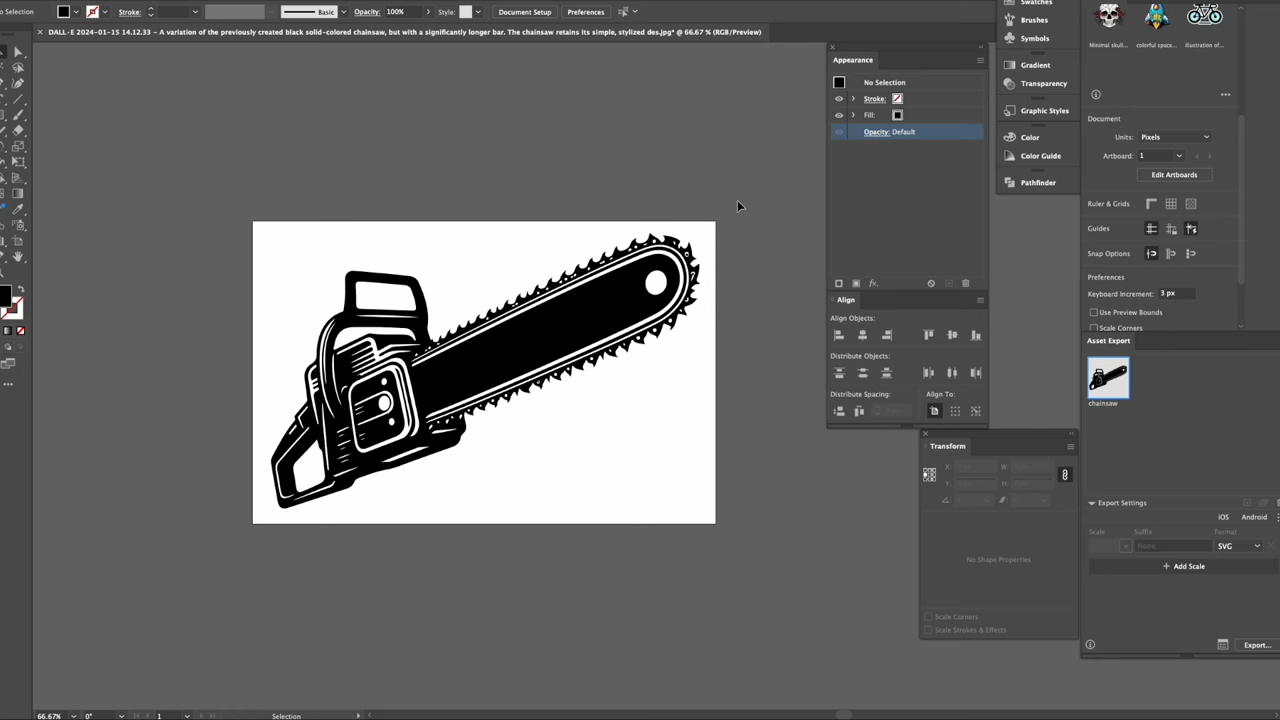 o Selection
Stroke:
Basic
Opacity: 100%
Style:
Document Setup
Preferences
DALL·E 2024-01-15 14.12.33 - A variation of the previously created black solid-colored chainsaw, but with a significantly longer bar. The chainsaw retains its simple, stylized des.jpg* @ 66.67 % (RGB/Preview)
Appearance
No Selection
Stroke:
Fill:
Opacity: Default
fx.
Align
Align Objects:
Distribute Objects:
Distribute Spacing:
Align To:
Transform
X:
W:
Y:
H:
No Shape Properties
Scale Corners
Scale Strokes & Effects
Swatches
Brushes
Symbols
Gradient
Transparency
Graphic Styles
Color
Color Guide
Pathfinder
Minimal skull...
colorful space...
illustration of...
Document
Units:
Pixels
Artboard:
1
Edit Artboards
Ruler & Grids
Guides
Snap Options
Preferences
Keyboard Increment:
3 px
Use Preview Bounds
Scale Corners
Asset Export
chainsaw
Export Settings
iOS
Android
Scale
Suffix
Format
None
SVG
+ Add Scale
Export...
66.67%
0°
1
Selection